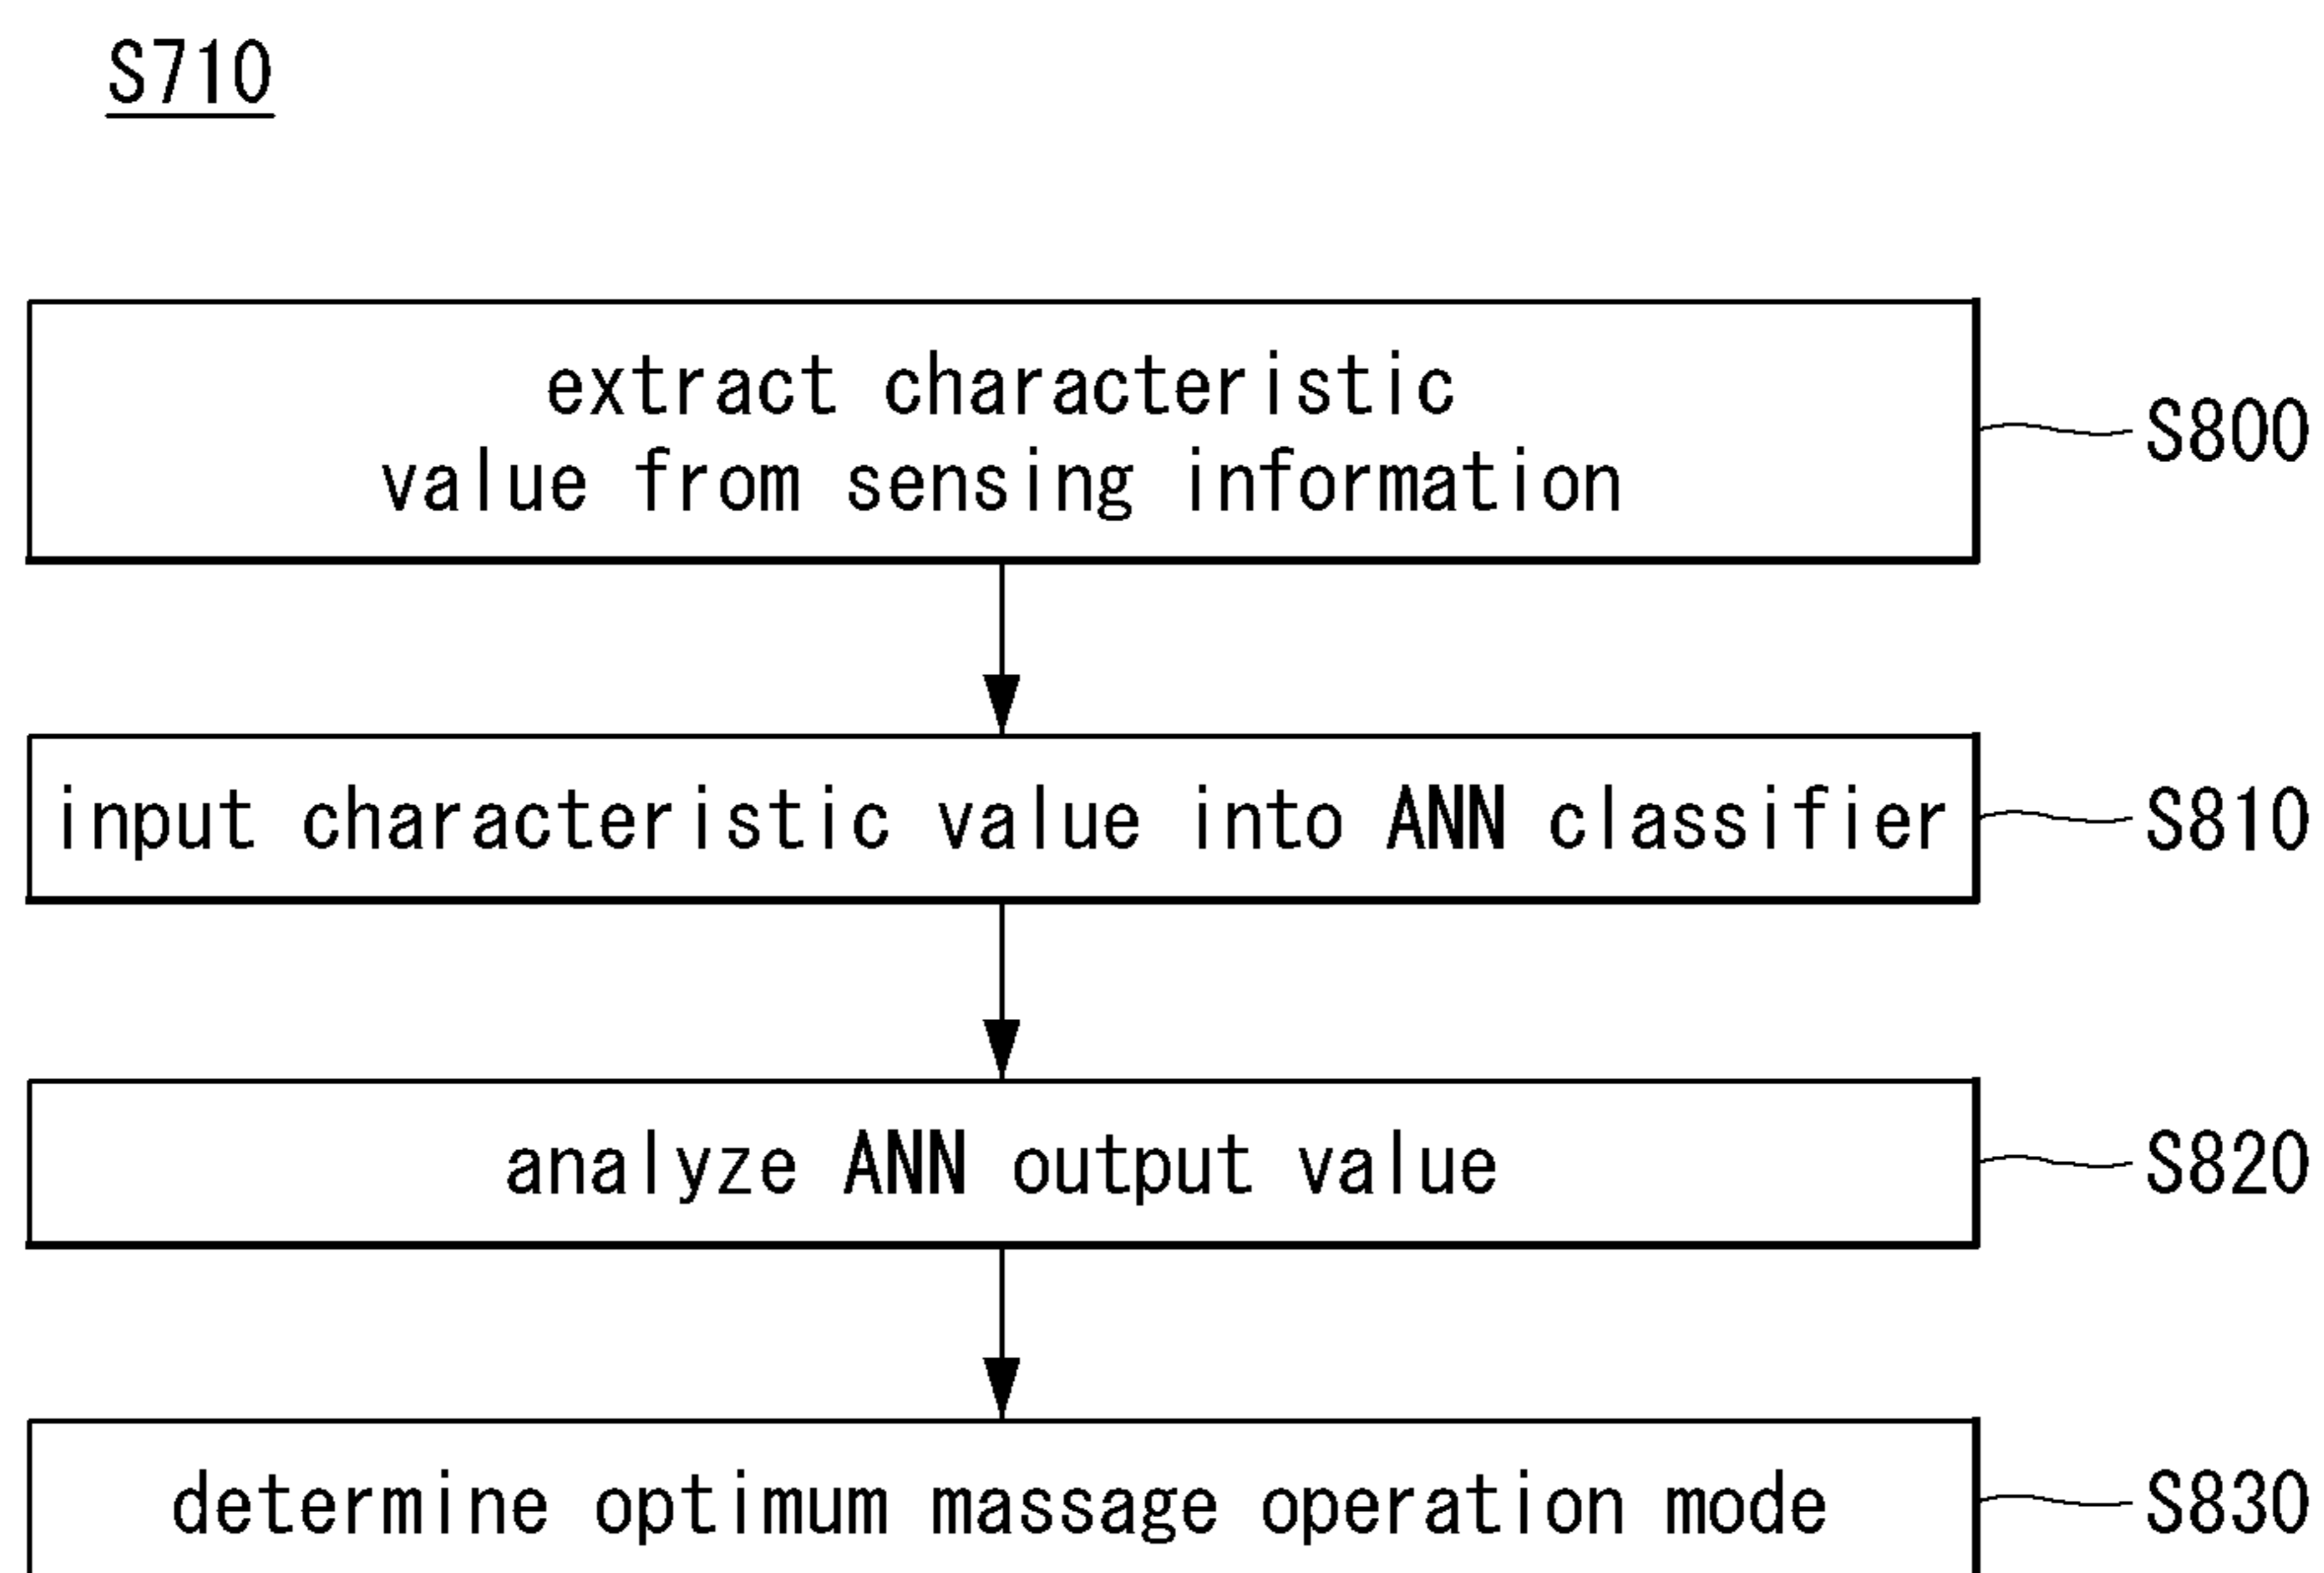 S710
extract characteristic
value from sensing information
S800
input characteristic value into ANN classifier
S810
analyze ANN output value
S820
determine optimum massage operation mode
S830